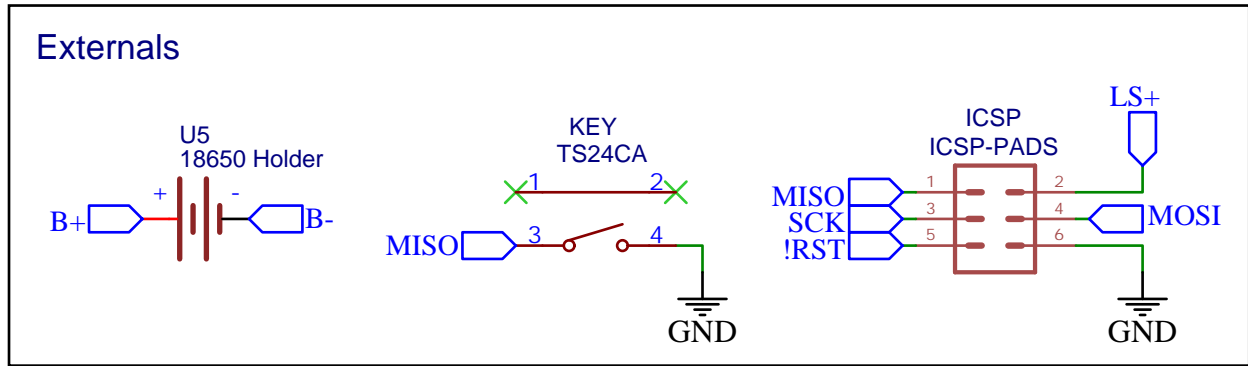 Externals
U5
18650 Holder
+ -
B+ B-
KEY
TS24CA
1 2
MISO 3 4
GND
ICSP
ICSP-PADS
LS+
MISO 1 2
SCK 3 4 MOSI
!RST 5 6
GND